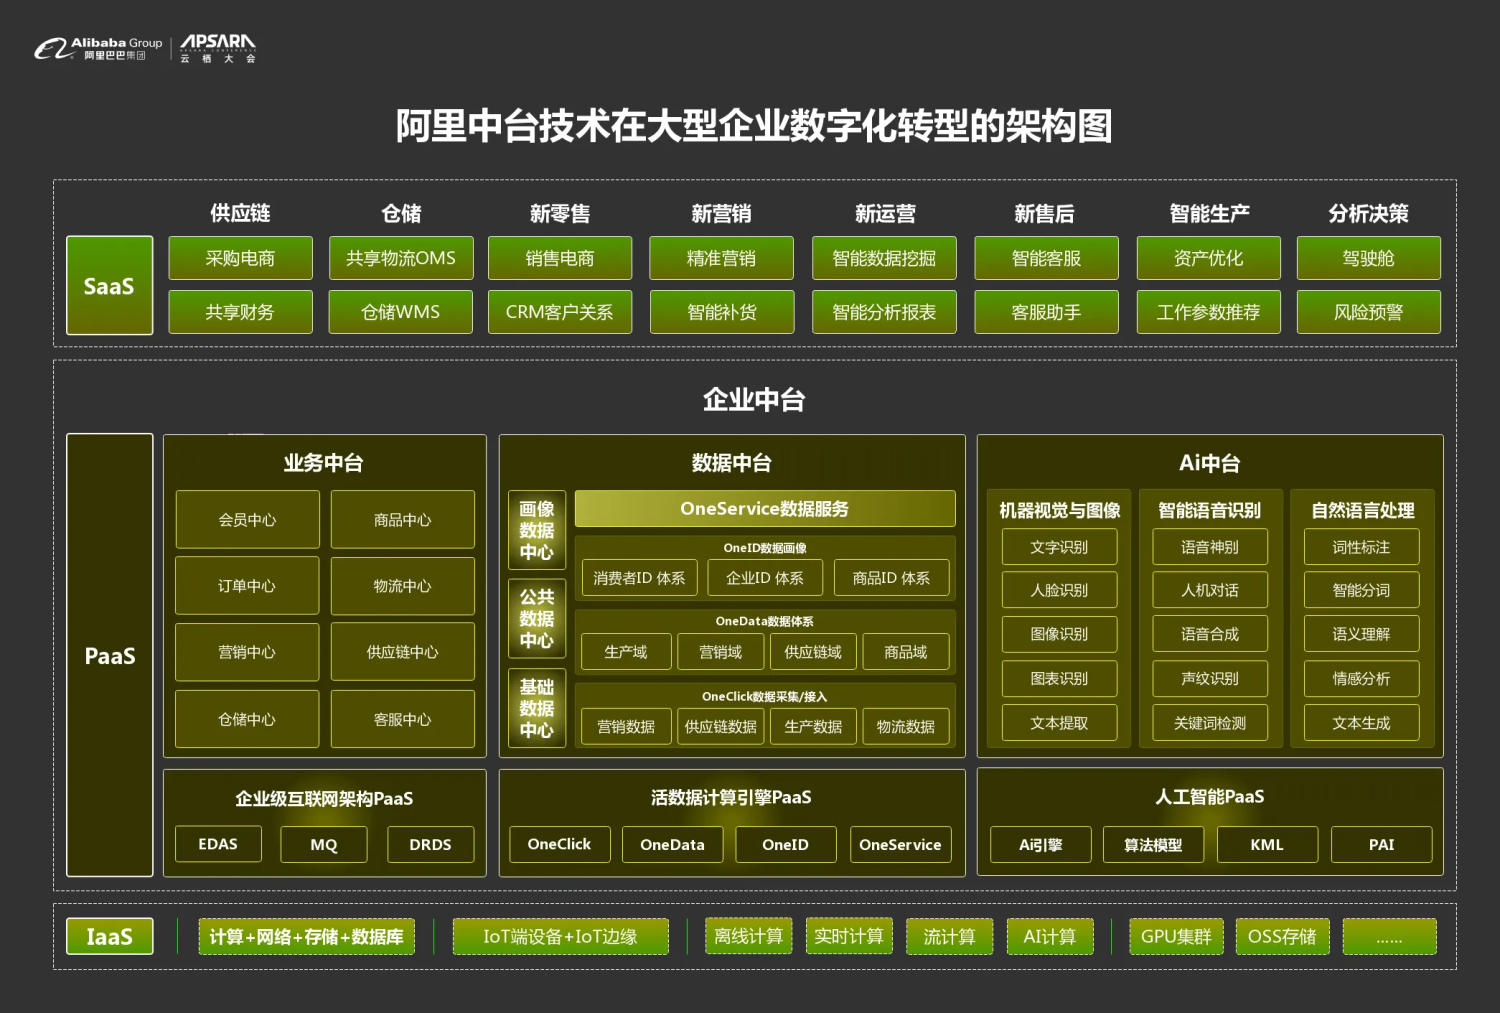 Alibaba Group
阿里巴巴集团
APSARA
云栖大会
阿里中台技术在大型企业数字化转型的架构图
供应链 仓储 新零售 新营销 新运营 新售后 智能生产 分析决策
SaaS
采购电商 共享物流OMS 销售电商 精准营销 智能数据挖掘 智能客服 资产优化 驾驶舱
共享财务 仓储WMS CRM客户关系 智能补货 智能分析报表 客服助手 工作参数推荐 风险预警
企业中台
PaaS
业务中台
会员中心 商品中心
订单中心 物流中心
营销中心 供应链中心
仓储中心 客服中心
数据中台
画像
数据
中心
公共
数据
中心
基础
数据
中心
OneService数据服务
OneID数据画像
消费者ID 体系 企业ID 体系 商品ID 体系
OneData数据体系
生产域 营销域 供应链域 商品域
OneClick数据采集/接入
营销数据 供应链数据 生产数据 物流数据
Ai中台
机器视觉与图像 智能语音识别 自然语言处理
文字识别 语音神别 词性标注
人脸识别 人机对话 智能分词
图像识别 语音合成 语义理解
图表识别 声纹识别 情感分析
文本提取 关键词检测 文本生成
企业级互联网架构PaaS
EDAS MQ DRDS
活数据计算引擎PaaS
OneClick OneData OneID OneService
人工智能PaaS
Ai引擎 算法模型 KML PAI
IaaS
计算+网络+存储+数据库 IoT端设备+IoT边缘 离线计算 实时计算 流计算 AI计算 GPU集群 OSS存储 ......